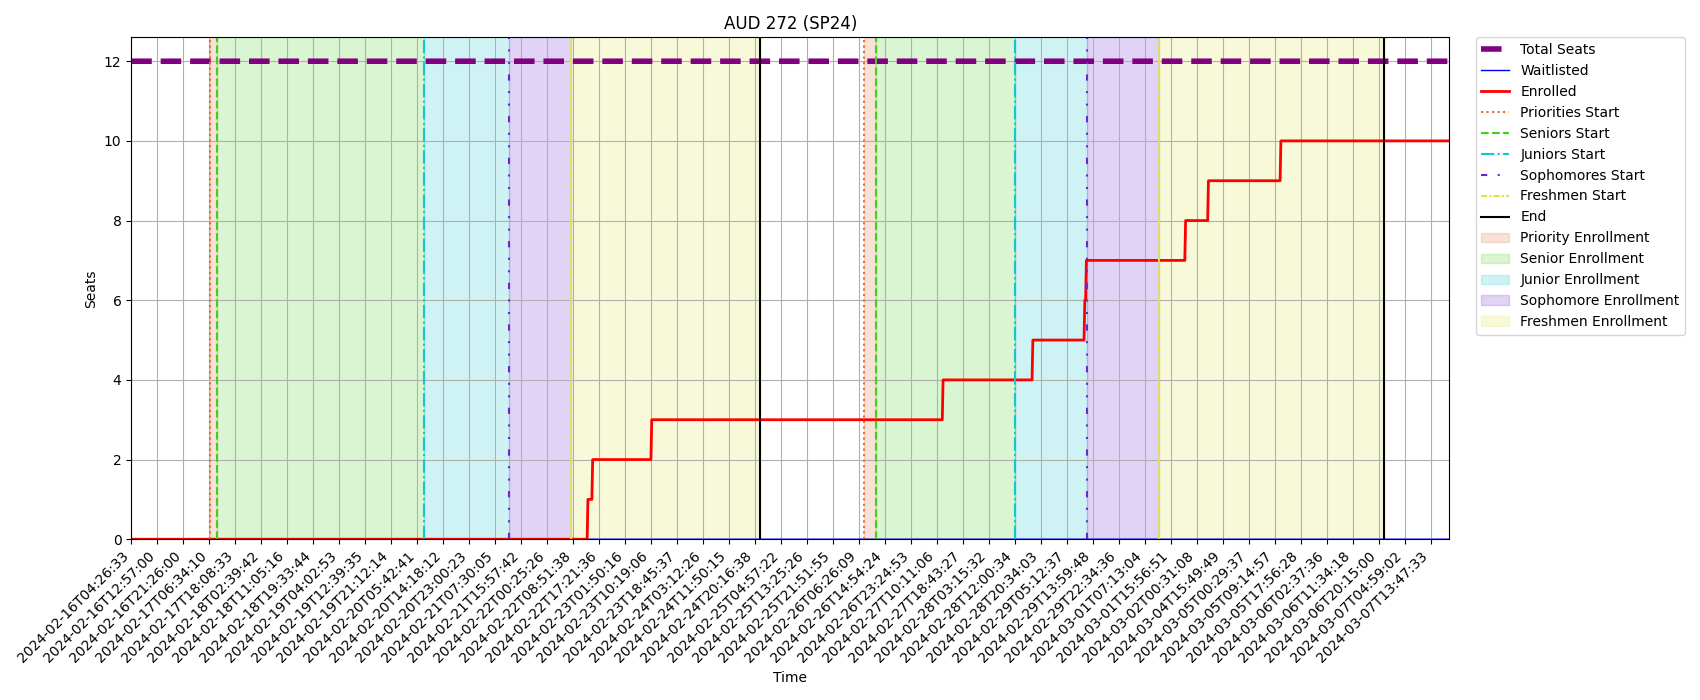 AUD 272 (SP24)
Seats
12
10
8
6
4
2
0
2024-02-16T04:26:33
2024-02-16T12:57:00
2024-02-16T21:26:00
2024-02-17T06:34:10
2024-02-17T18:08:33
2024-02-18T02:39:42
2024-02-18T11:05:16
2024-02-18T19:33:44
2024-02-19T04:02:53
2024-02-19T12:39:35
2024-02-19T21:12:14
2024-02-20T05:42:41
2024-02-20T14:18:12
2024-02-20T23:00:23
2024-02-21T07:30:05
2024-02-21T15:57:42
2024-02-22T00:25:26
2024-02-22T08:51:38
2024-02-22T17:21:36
2024-02-23T01:50:16
2024-02-23T10:19:06
2024-02-23T18:45:37
2024-02-24T03:12:26
2024-02-24T11:50:15
2024-02-24T20:16:38
2024-02-25T04:57:22
2024-02-25T13:25:26
2024-02-25T21:51:55
2024-02-26T06:26:09
2024-02-26T14:54:24
2024-02-26T23:24:53
2024-02-27T10:11:06
2024-02-27T18:43:27
2024-02-28T03:15:32
2024-02-28T12:00:34
2024-02-28T20:34:03
2024-02-29T05:12:37
2024-02-29T13:59:48
2024-02-29T22:34:36
2024-03-01T07:13:04
2024-03-01T15:56:51
2024-03-02T00:31:08
2024-03-04T15:49:49
2024-03-05T00:29:37
2024-03-05T09:14:57
2024-03-05T17:56:28
2024-03-06T02:37:36
2024-03-06T11:34:18
2024-03-06T20:15:00
2024-03-07T04:59:02
2024-03-07T13:47:33
Time
Total Seats
Waitlisted
Enrolled
Priorities Start
Seniors Start
Juniors Start
Sophomores Start
Freshmen Start
End
Priority Enrollment
Senior Enrollment
Junior Enrollment
Sophomore Enrollment
Freshmen Enrollment